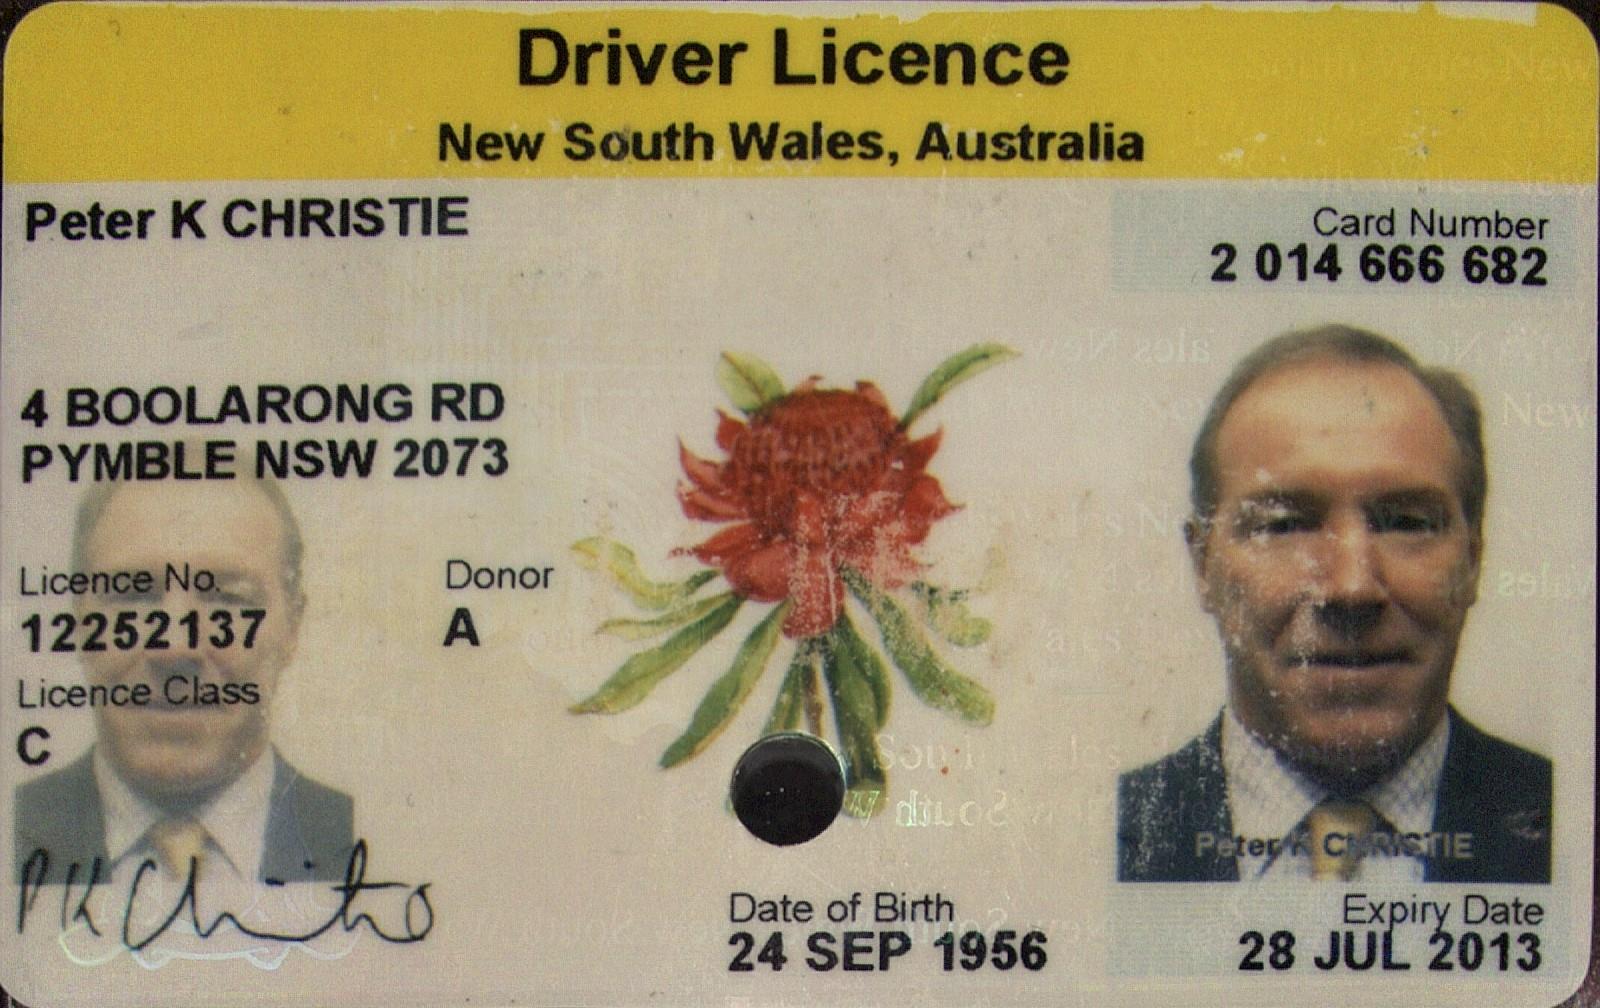 Driver Licence
New South Wales, Australia
Peter K CHRISTIE
Card Number
2 014 666 682
4 BOOLARONG RD
PYMBLE NSW 2073
Licence No.
12252137
Donor
A
Licence Class
C
PK Christie
Peter K CHRISTIE
Date of Birth
24 SEP 1956
Expiry Date
28 JUL 2013